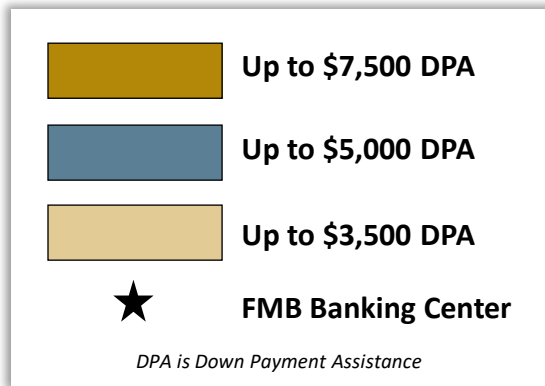 Up to $7,500 DPA
Up to $5,000 DPA
Up to $3,500 DPA
FMB Banking Center
DPA is Down Payment Assistance